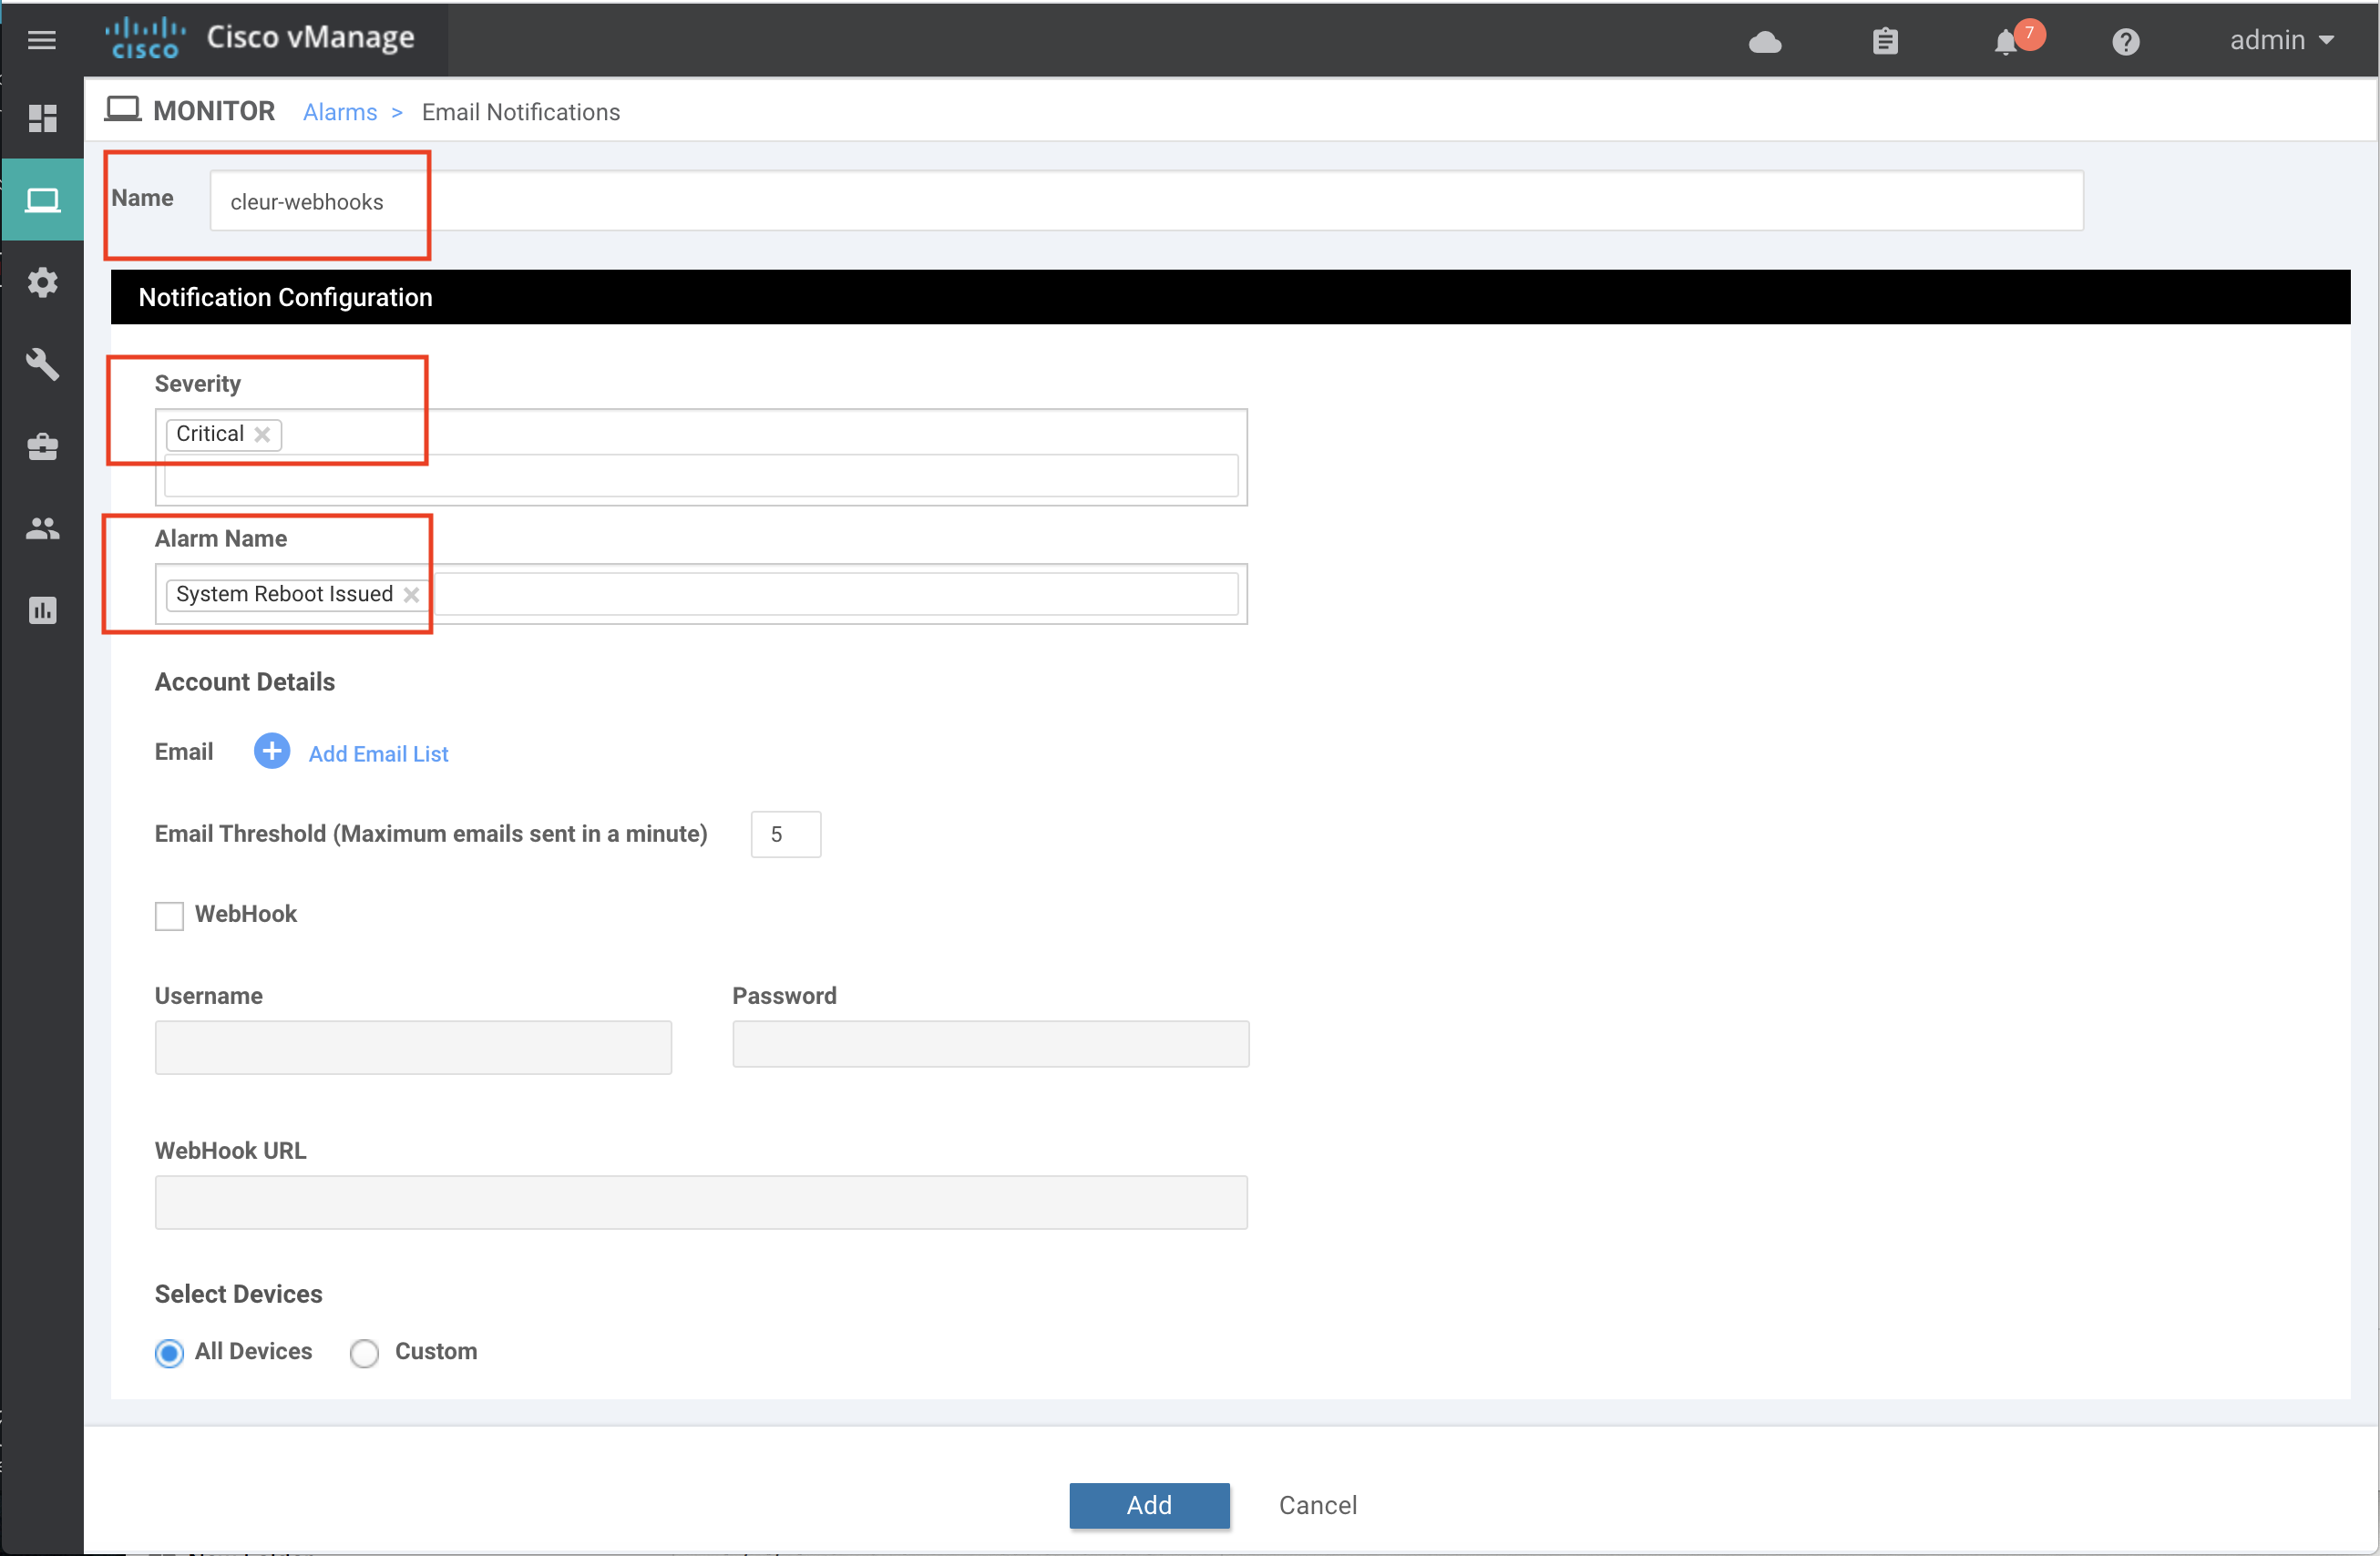 CISCO Cisco vManage 7 admin
MONITOR Alarms > Email Notifications
Name cleur-webhooks
Notification Configuration
Severity
Critical
Alarm Name
System Reboot Issued
Account Details
Email Add Email List
Email Threshold (Maximum emails sent in a minute) 5
WebHook
Username Password
WebHook URL
Select Devices
All Devices Custom
Add Cancel